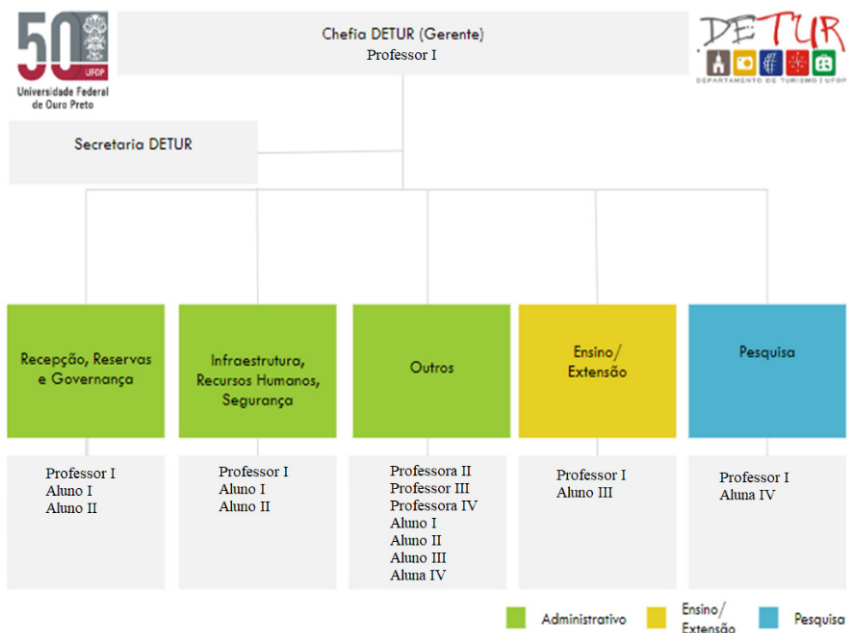 50
UFOP
Universidade Federal
de Ouro Preto
Chefia DETUR (Gerente)
Professor I
DETUR
DEPARTAMENTO DE TURISMO | UFOP
Secretaria DETUR
Recepção, Reservas
e Governança
Infraestrutura,
Recursos Humanos,
Segurança
Outros
Ensino/
Extensão
Pesquisa
Professor I
Aluno I
Aluno II
Professor I
Aluno I
Aluno II
Professora II
Professor III
Professora IV
Aluno I
Aluno II
Aluno III
Aluna IV
Professor I
Aluno III
Professor I
Aluna IV
Administrativo
Ensino/
Extensão
Pesquisa